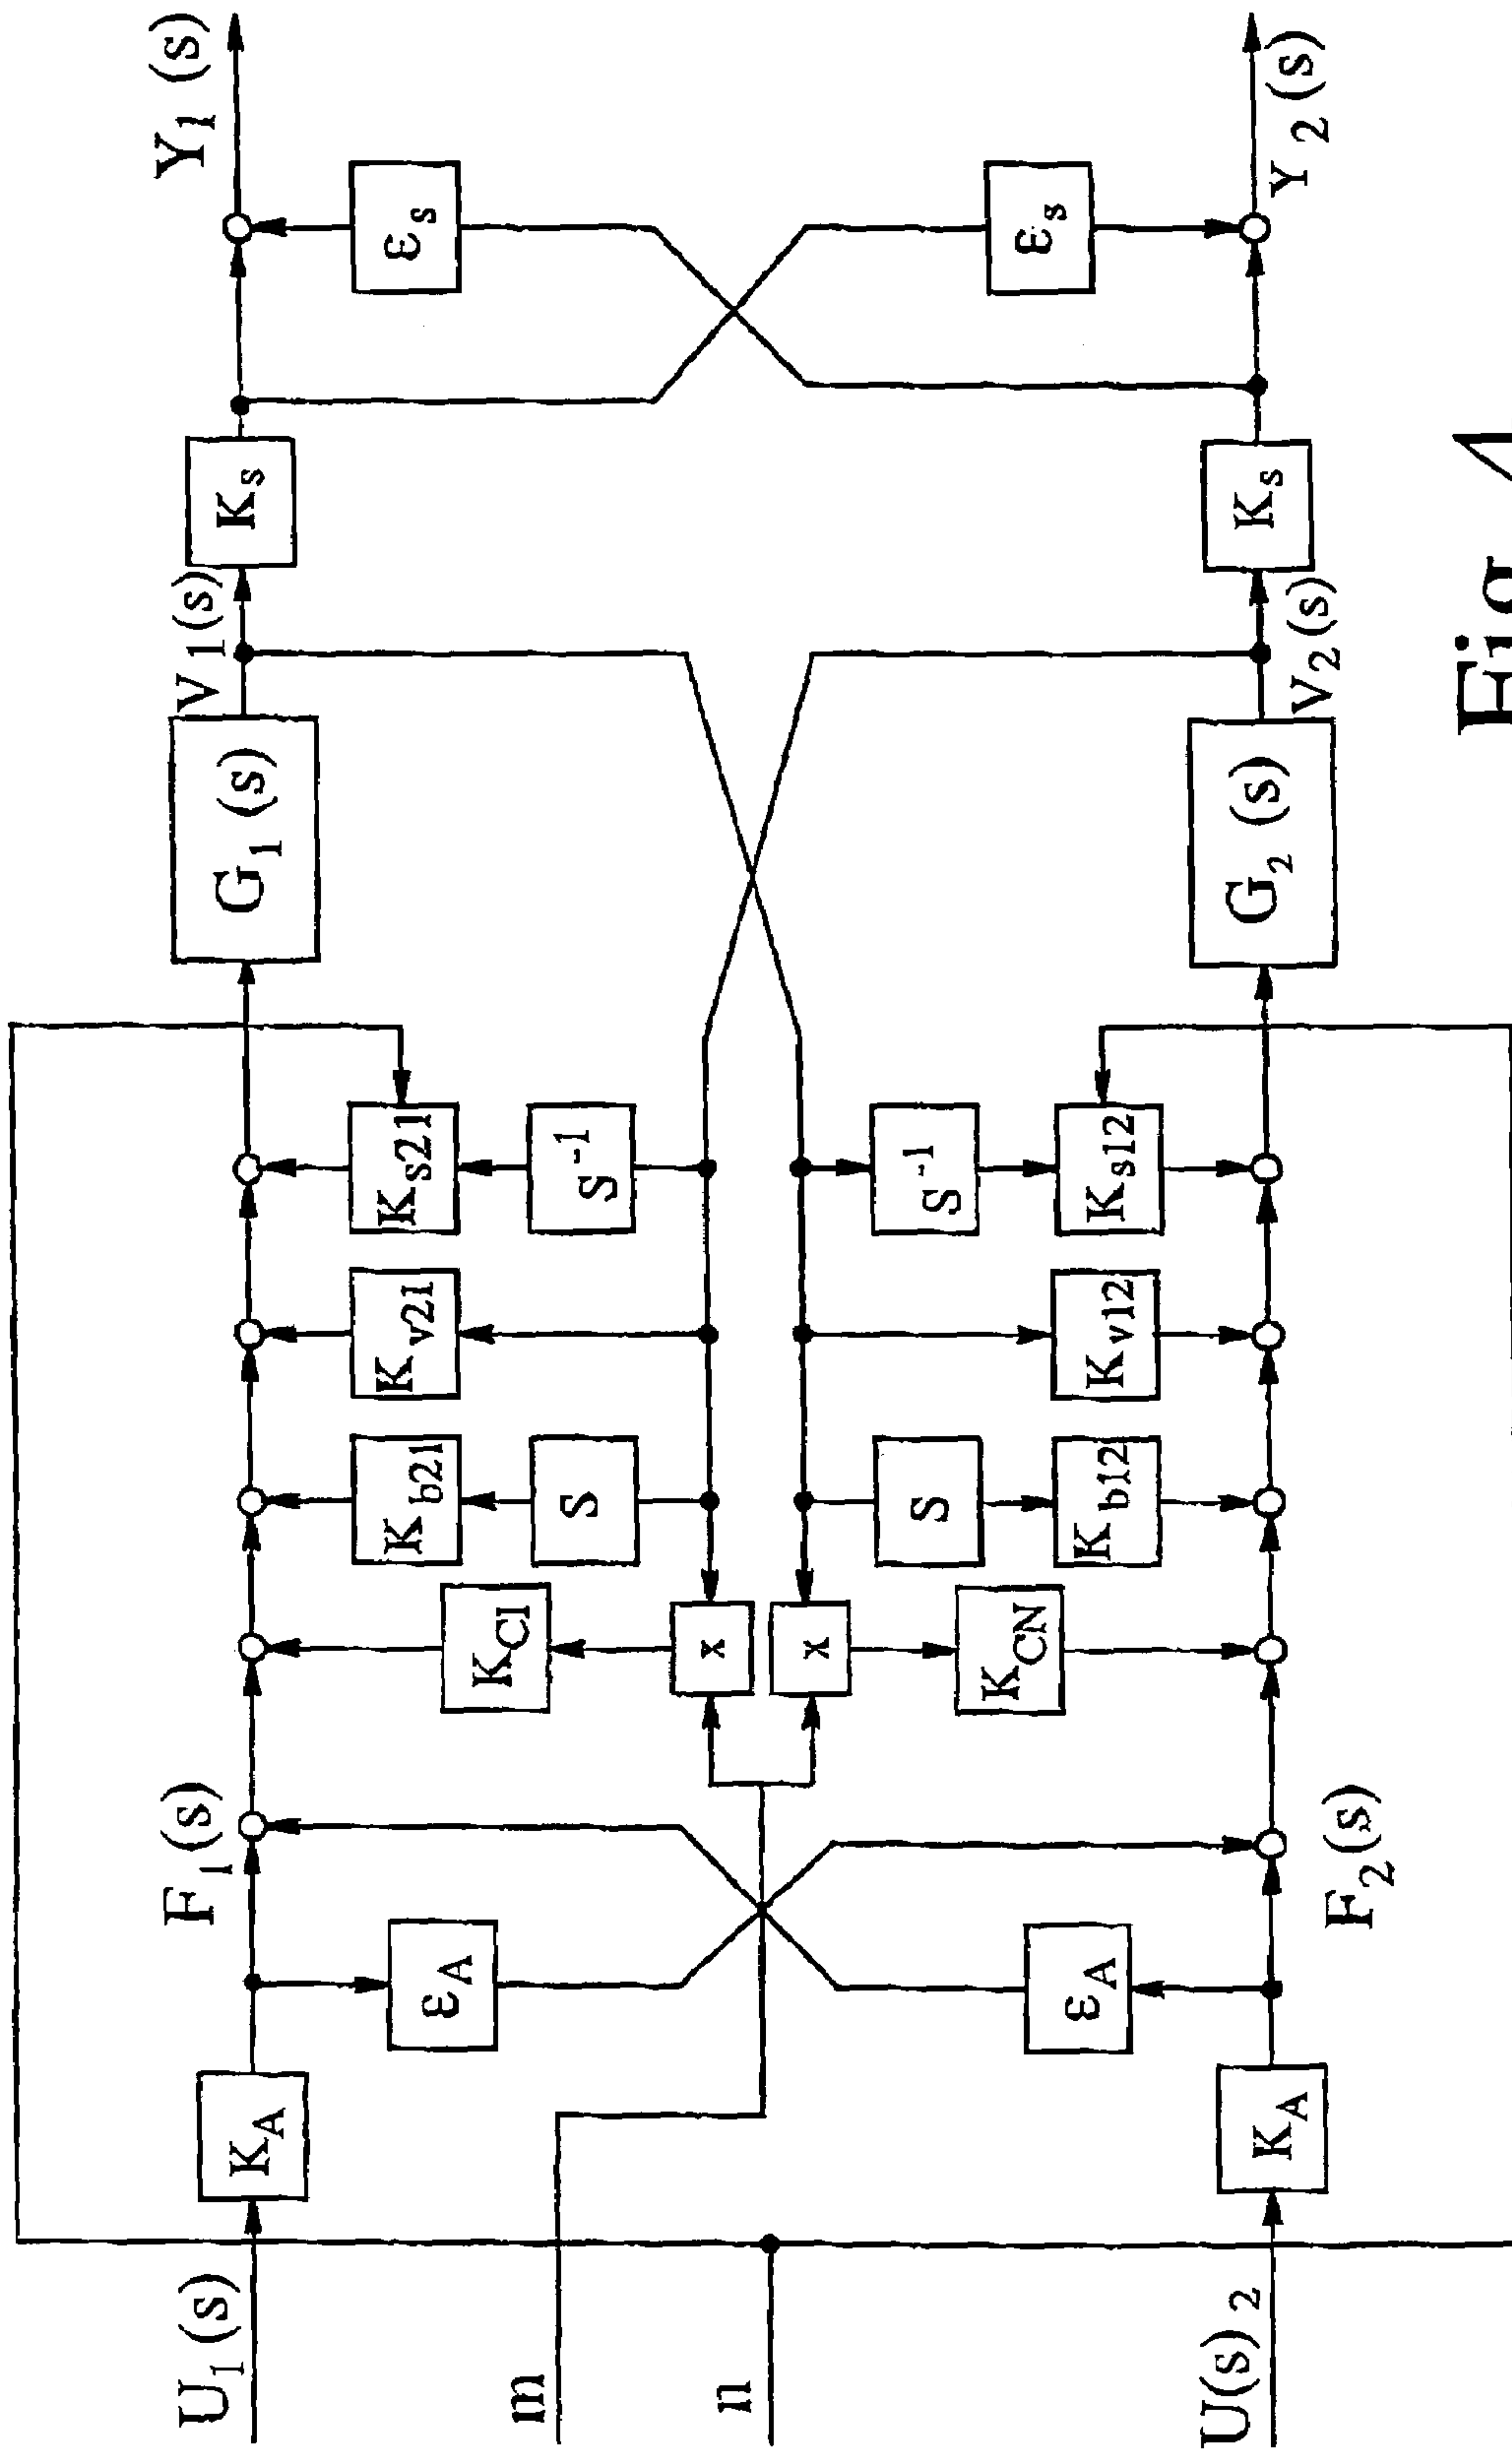 U1(s)
KA
F1(s)
G1(s)
V1(s)
Ks
Y1(s)
εA
KCI
Kb21
Kv21
Ks21
εs
S
S-1
m
x
n
x
S
S-1
εA
KCN
Kb12
Kv12
Ks12
εs
U(s)2
KA
F2(s)
G2(s)
V2(s)
Ks
Y2(s)
Fig. 4